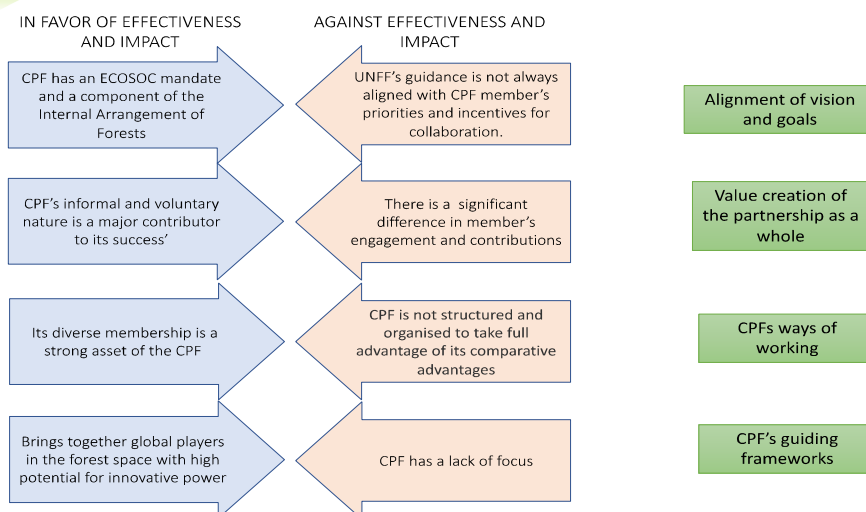 IN FAVOR OF EFFECTIVENESS
AND IMPACT
AGAINST EFFECTIVENESS AND
IMPACT
CPF has an ECOSOC mandate
and a component of the
Internal Arrangement of
Forests
UNFF's guidance is not always
aligned with CPF member's
priorities and incentives for
collaboration.
Alignment of vision
and goals
CPF's informal and voluntary
nature is a major contributor
to its success'
There is a significant
difference in member's
engagement and contributions
Value creation of
the partnership as a
whole
Its diverse membership is a
strong asset of the CPF
CPF is not structured and
organised to take full
advantage of its comparative
advantages
CPFs ways of
working
Brings together global players
in the forest space with high
potential for innovative power
CPF has a lack of focus
CPF's guiding
frameworks